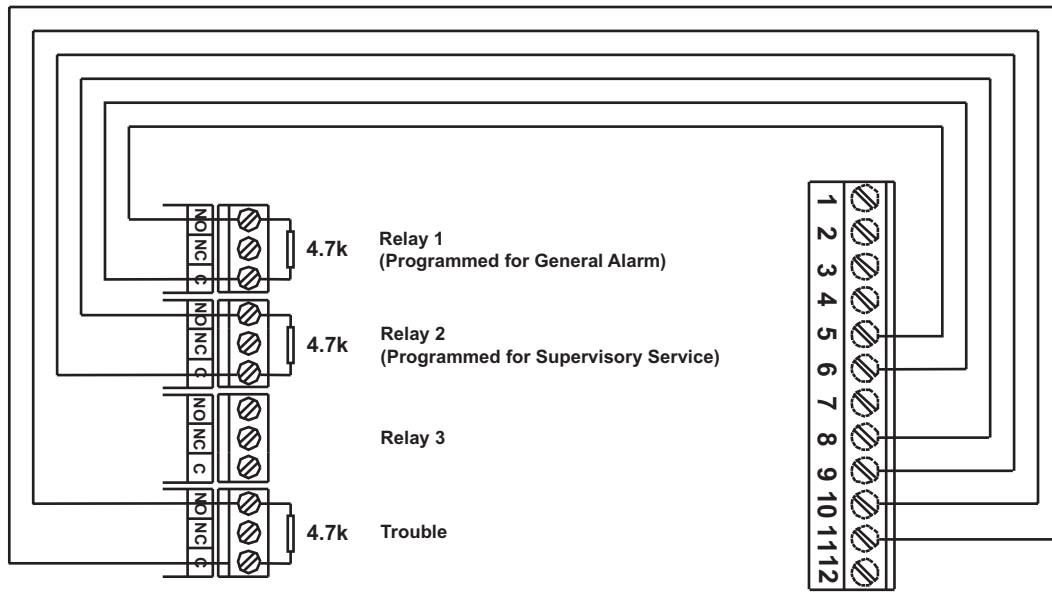 NO
NC
C
4.7k
Relay 1
(Programmed for General Alarm)
NO
NC
C
4.7k
Relay 2
(Programmed for Supervisory Service)
NO
NC
C
Relay 3
NO
NC
C
4.7k
Trouble
1
2
3
4
5
6
7
8
9
10
11
12